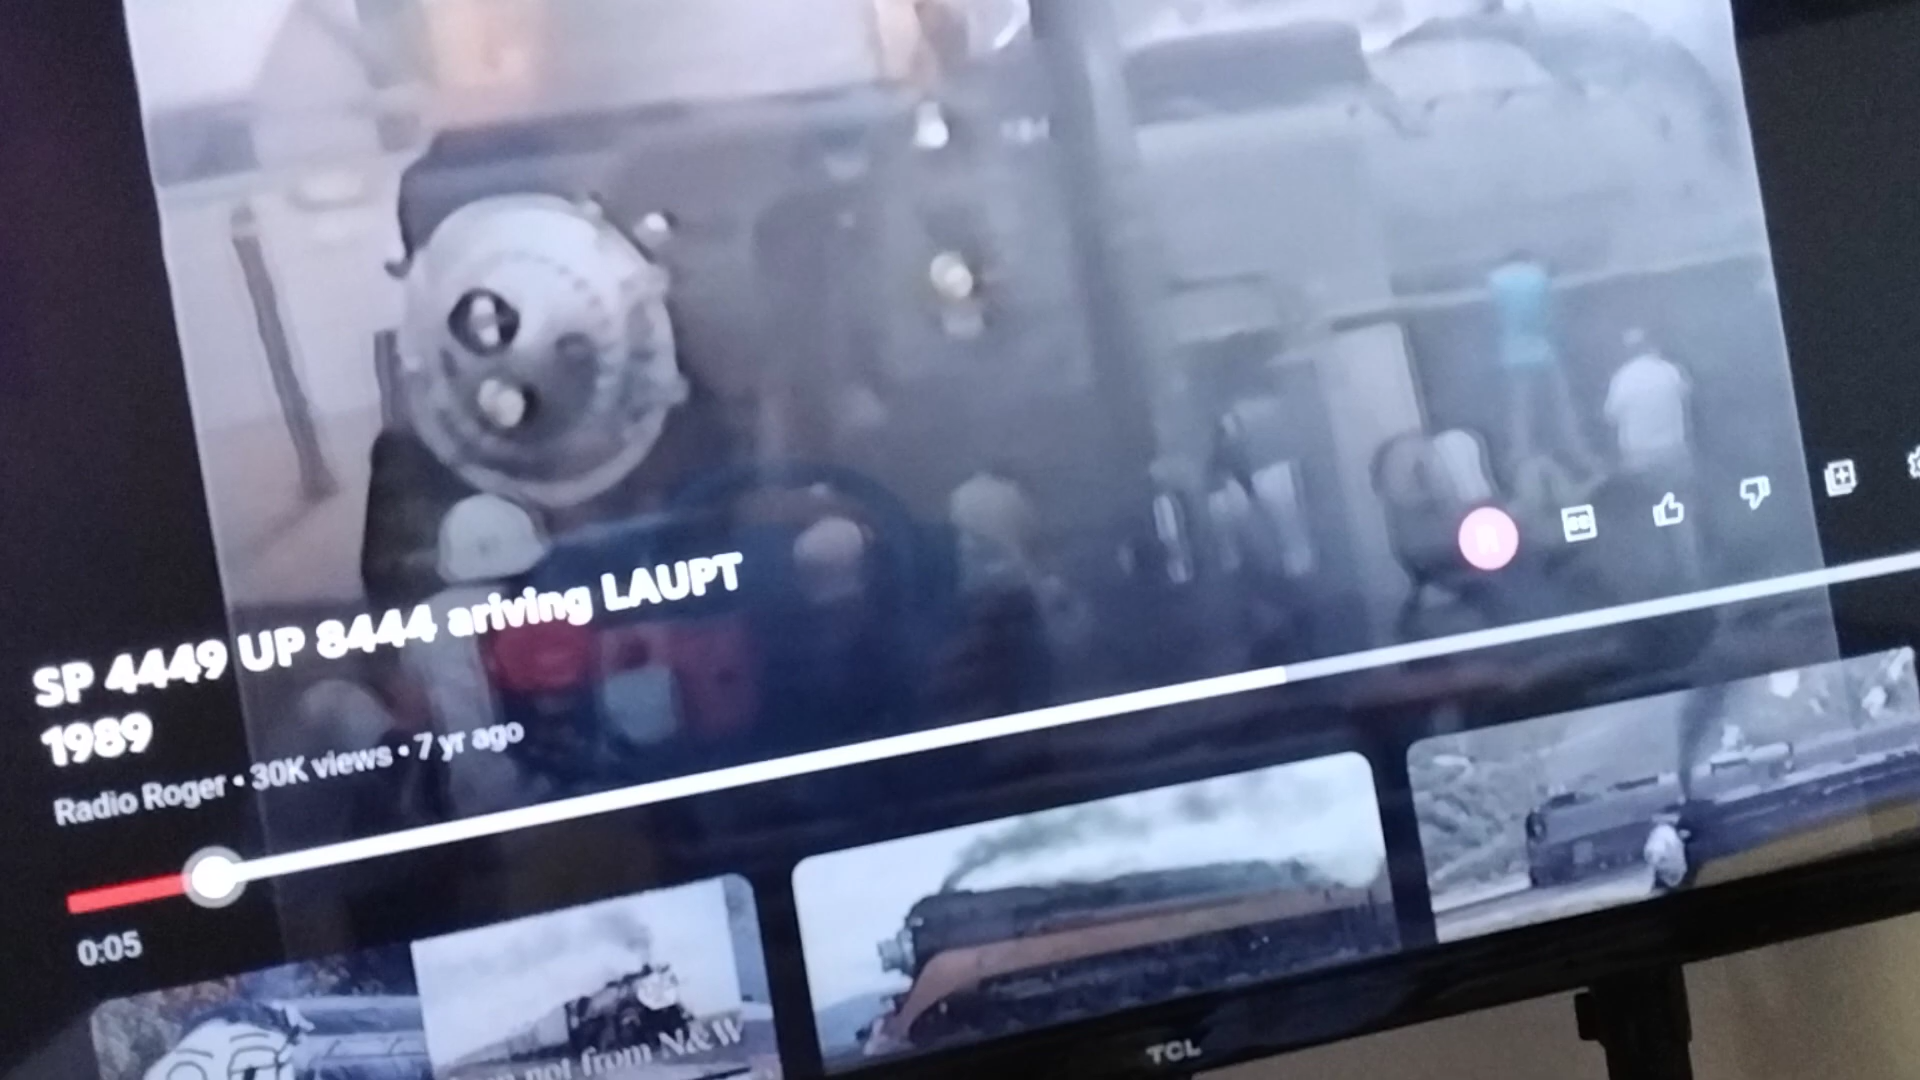 SP 4449 UP 8444 ariving LAUPT
1989
Radio Roger • 30K views • 7 yr ago
0:05
not from N&W
TCL